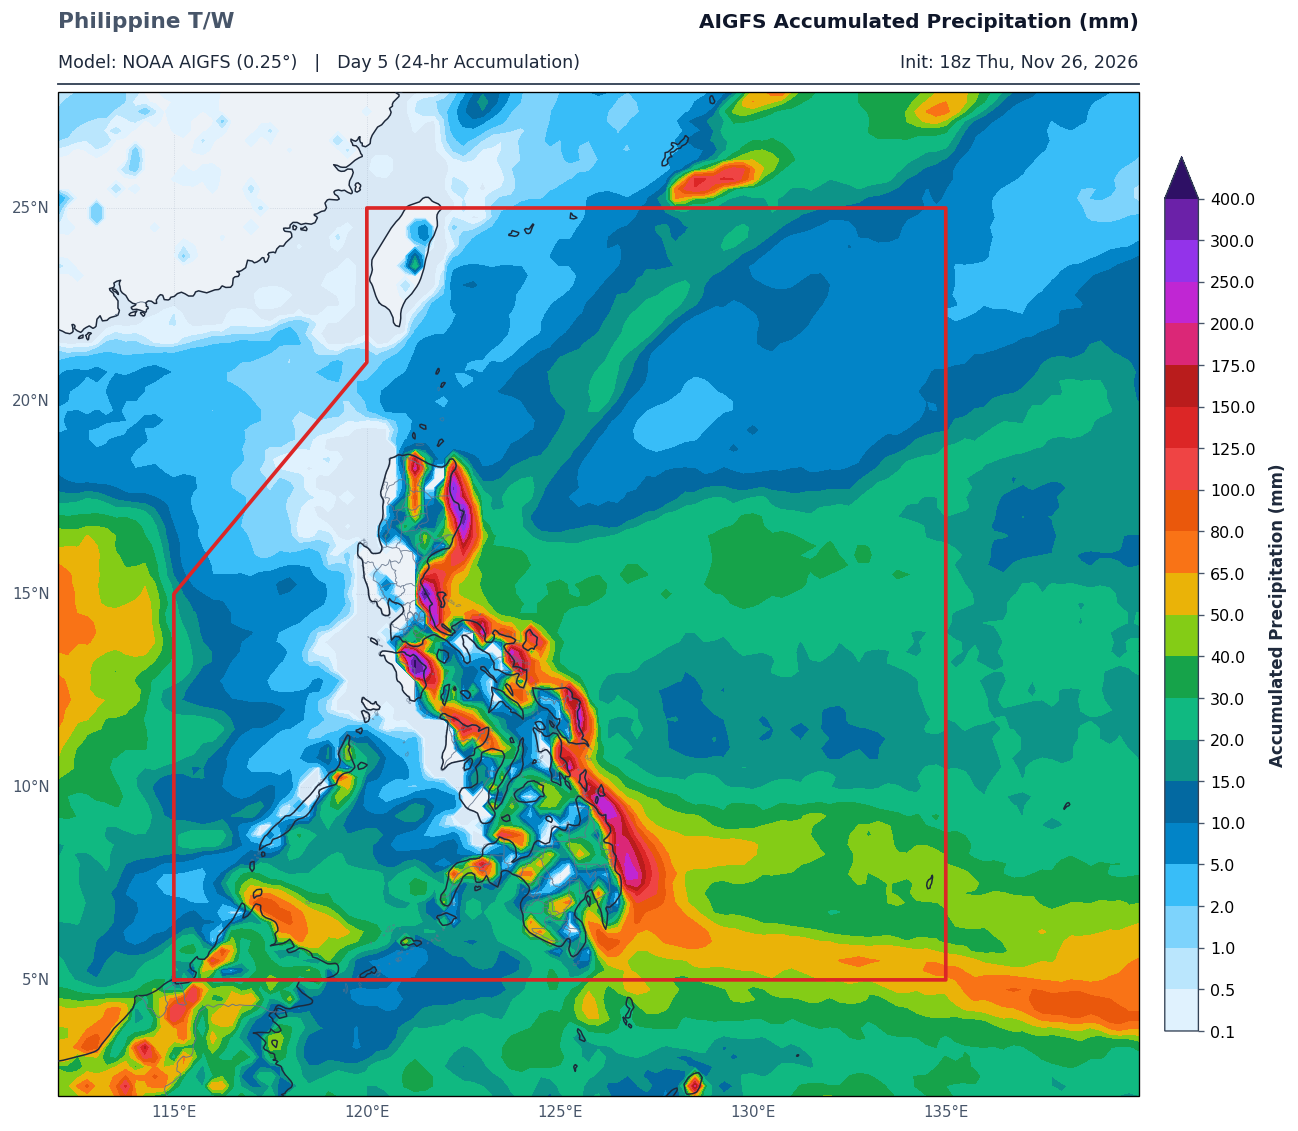 Philippine T/W
AIGFS Accumulated Precipitation (mm)
Model: NOAA AIGFS (0.25°) | Day 5 (24-hr Accumulation)
Init: 18z Thu, Nov 26, 2026
25°N
20°N
15°N
10°N
5°N
115°E
120°E
125°E
130°E
135°E
400.0
300.0
250.0
200.0
175.0
150.0
125.0
100.0
80.0
65.0
50.0
40.0
30.0
20.0
15.0
10.0
5.0
2.0
1.0
0.5
0.1
Accumulated Precipitation (mm)